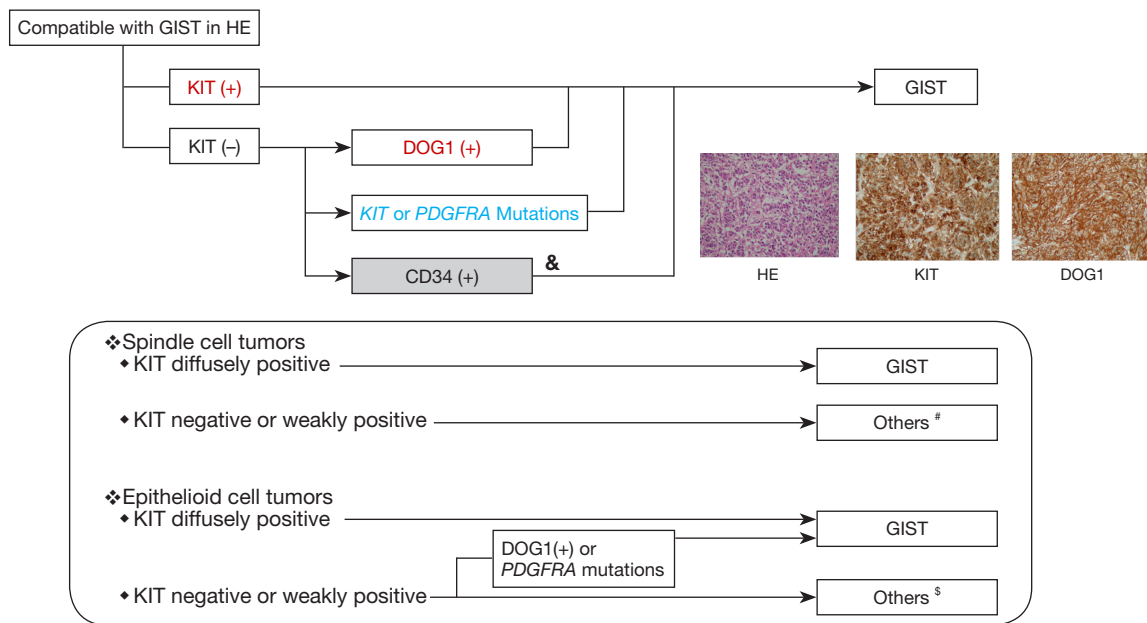 Compatible with GIST in HE
KIT (+)
GIST
KIT (–)
DOG1 (+)
KIT or PDGFRA Mutations
CD34 (+)
&
HE
KIT
DOG1
❖Spindle cell tumors
◆ KIT diffusely positive
GIST
◆ KIT negative or weakly positive
Others #
❖Epithelioid cell tumors
◆ KIT diffusely positive
GIST
DOG1(+) or
PDGFRA mutations
◆ KIT negative or weakly positive
Others $